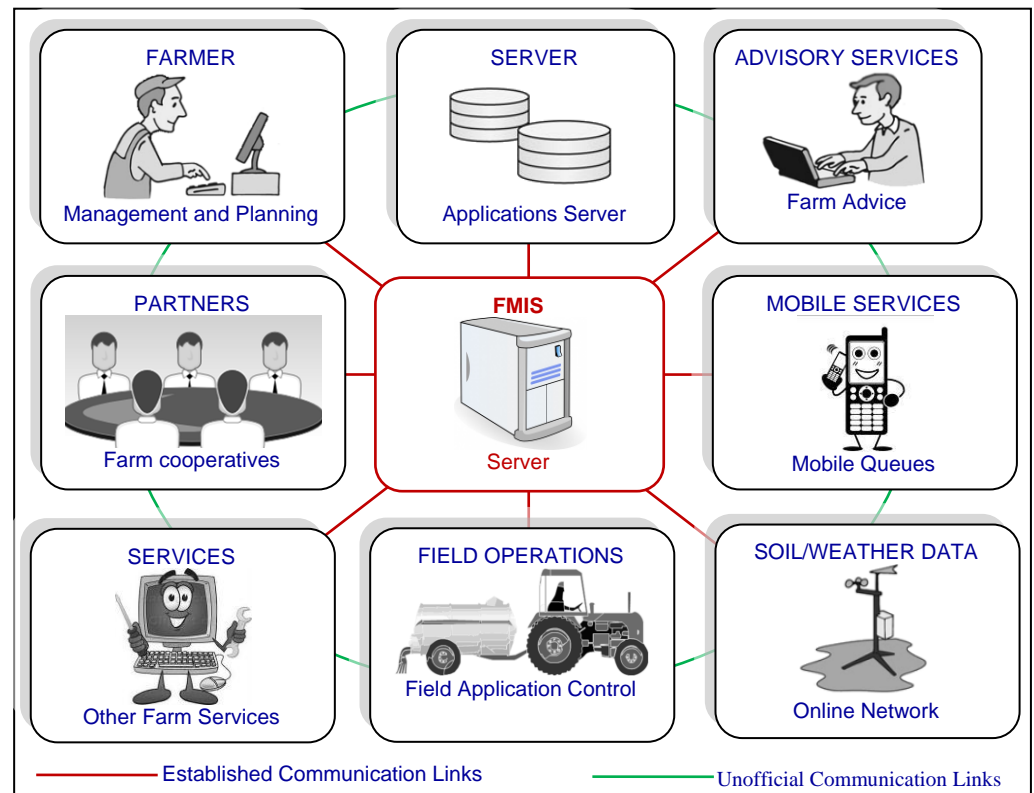 FARMER
Management and Planning
SERVER
Applications Server
ADVISORY SERVICES
Farm Advice
PARTNERS
Farm cooperatives
FMIS
Server
MOBILE SERVICES
Mobile Queues
SERVICES
Other Farm Services
FIELD OPERATIONS
Field Application Control
SOIL/WEATHER DATA
Online Network
Established Communication Links
Unofficial Communication Links